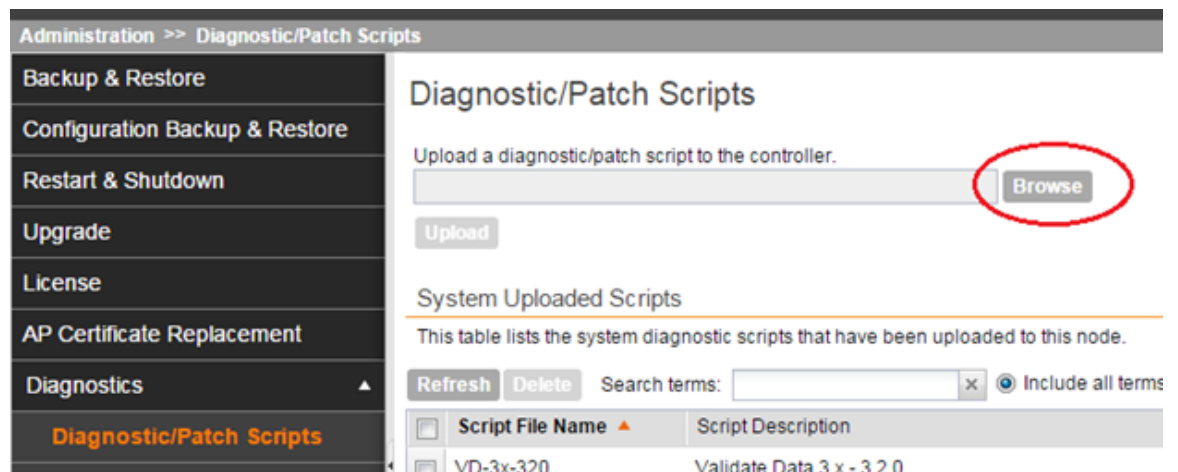 Administration >> Diagnostic/Patch Scripts
Backup & Restore
Configuration Backup & Restore
Restart & Shutdown
Upgrade
License
AP Certificate Replacement
Diagnostics
Diagnostic/Patch Scripts
Diagnostic/Patch Scripts
Upload a diagnostic/patch script to the controller.
Browse
Upload
System Uploaded Scripts
This table lists the system diagnostic scripts that have been uploaded to this node.
Refresh Delete Search terms: Include all terms
Script File Name Script Description
VD-3x-320 Validate Data 3.x - 3.2.0